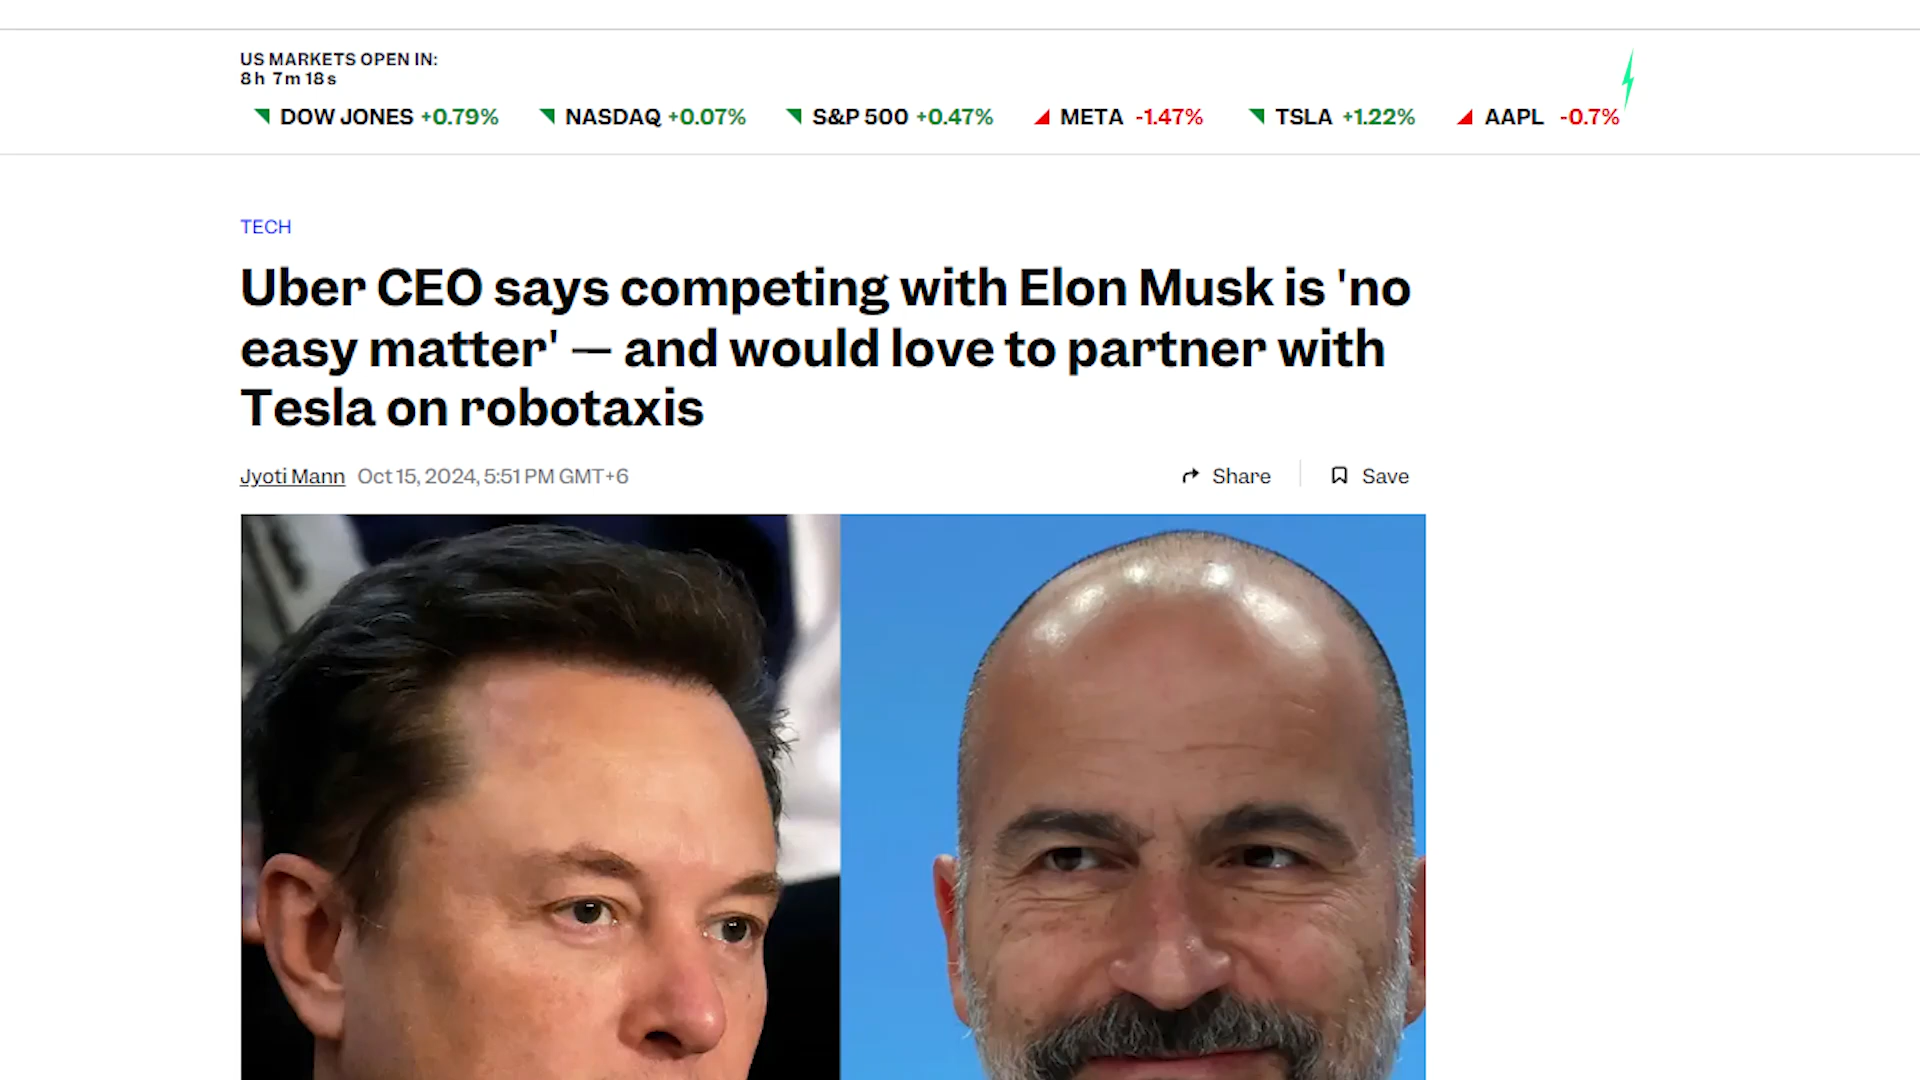 US MARKETS OPEN IN:
8h 7m 18s
DOW JONES +0.79% NASDAQ +0.07% S&P 500 +0.47% META -1.47% TSLA +1.22% AAPL -0.7%
TECH
Uber CEO says competing with Elon Musk is 'no
easy matter' — and would love to partner with
Tesla on robotaxis
Jyoti Mann Oct 15, 2024, 5:51 PM GMT+6 Share Save